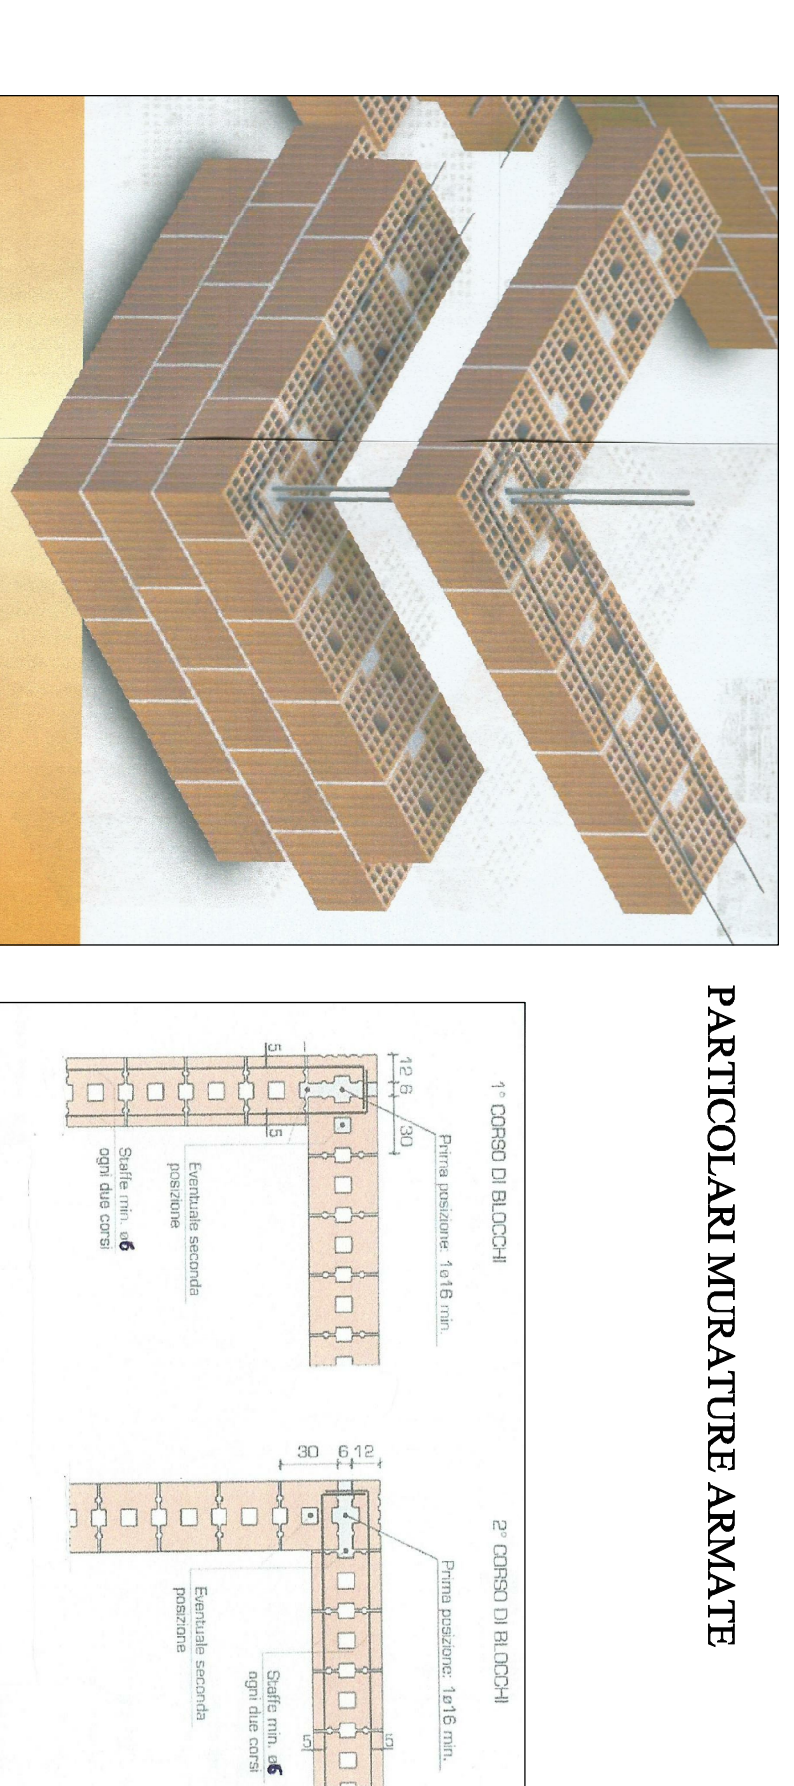 PARTICOLARI MURATURE ARMATE
1° CORSO DI BLOCCHI
Prima posizione: 1ø16 min.
12 6 30
5
5
Eventuale seconda
posizione
Staffe min. ø6
ogni due corsi
2° CORSO DI BLOCCHI
Prima posizione: 1ø16 min.
30 6 12
5
5
Eventuale seconda
posizione
Staffe min. ø6
ogni due corsi